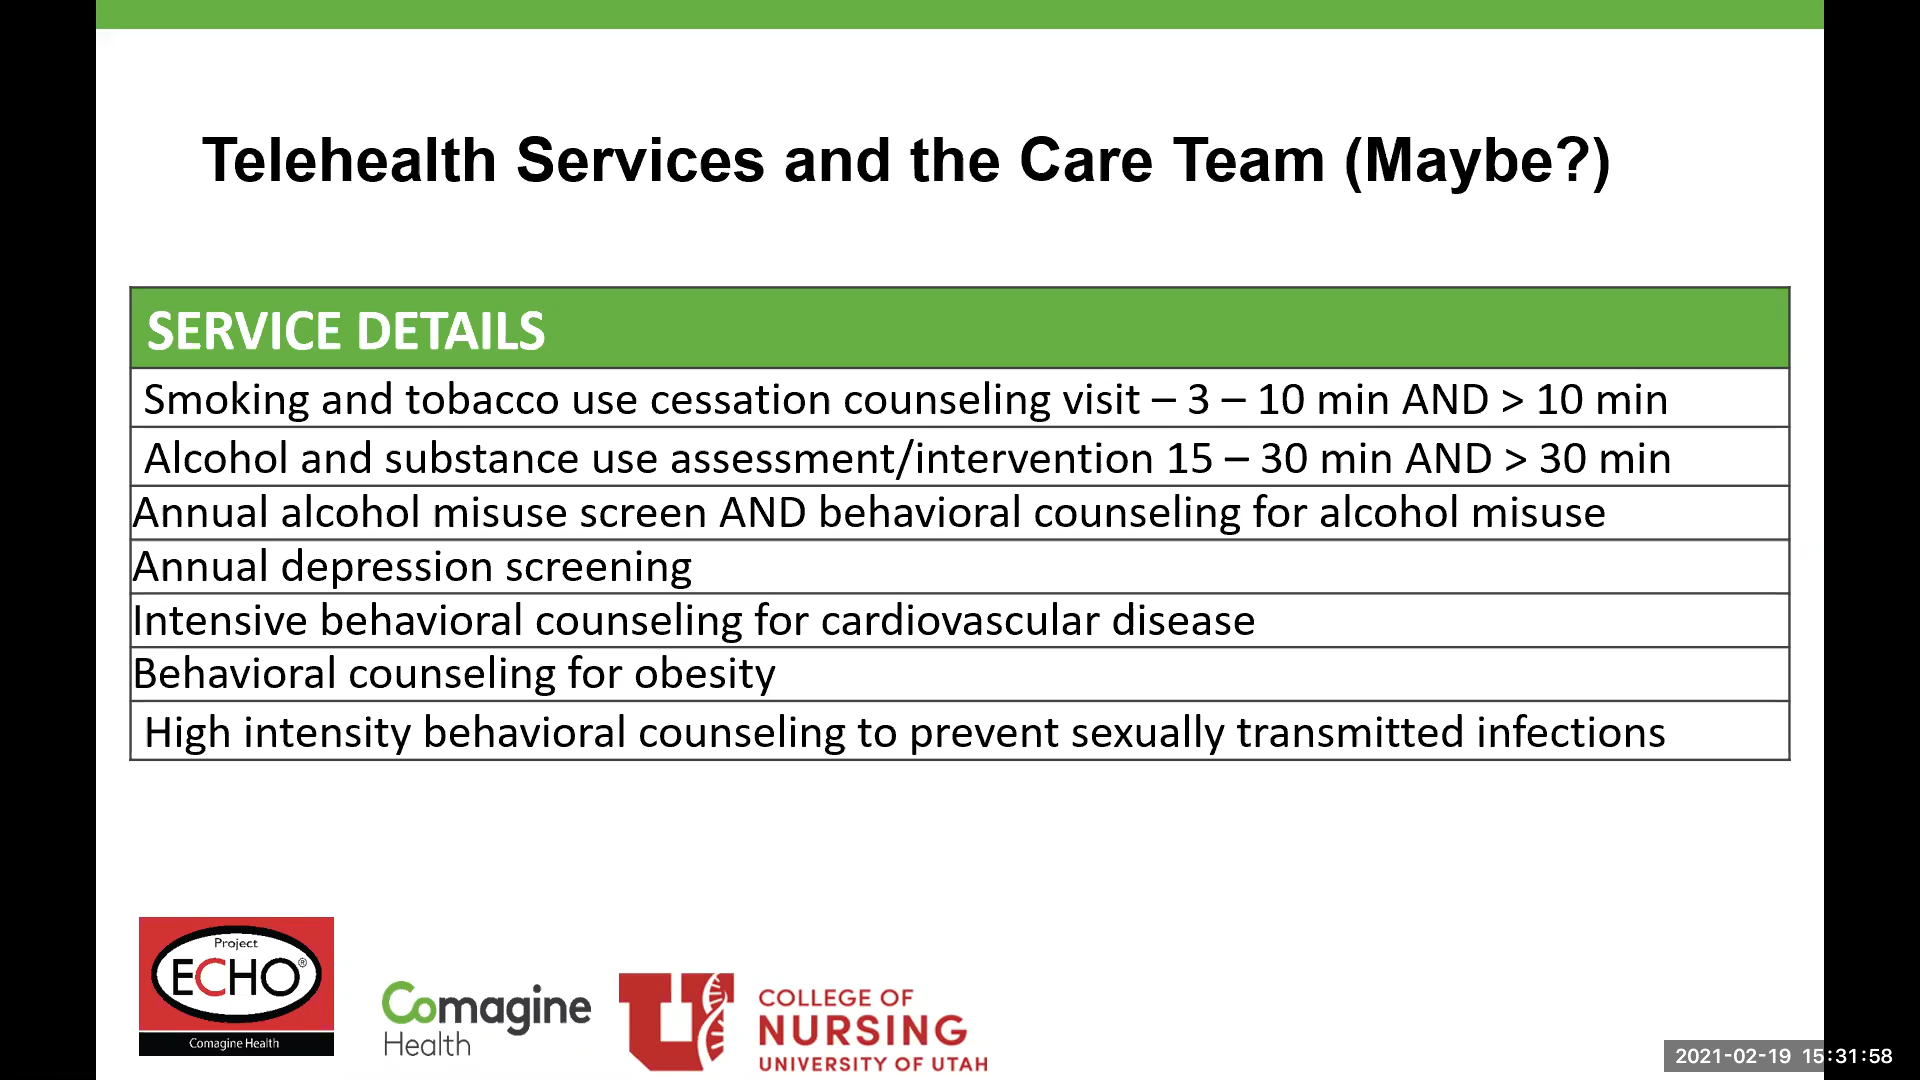 Telehealth Services and the Care Team (Maybe?)
SERVICE DETAILS
Smoking and tobacco use cessation counseling visit – 3 – 10 min AND > 10 min
Alcohol and substance use assessment/intervention 15 – 30 min AND > 30 min
Annual alcohol misuse screen AND behavioral counseling for alcohol misuse
Annual depression screening
Intensive behavioral counseling for cardiovascular disease
Behavioral counseling for obesity
High intensity behavioral counseling to prevent sexually transmitted infections
Project
ECHO®
Comagine Health
Comagine
Health
U
COLLEGE OF
NURSING
UNIVERSITY OF UTAH
2021-02-19 15:31:58